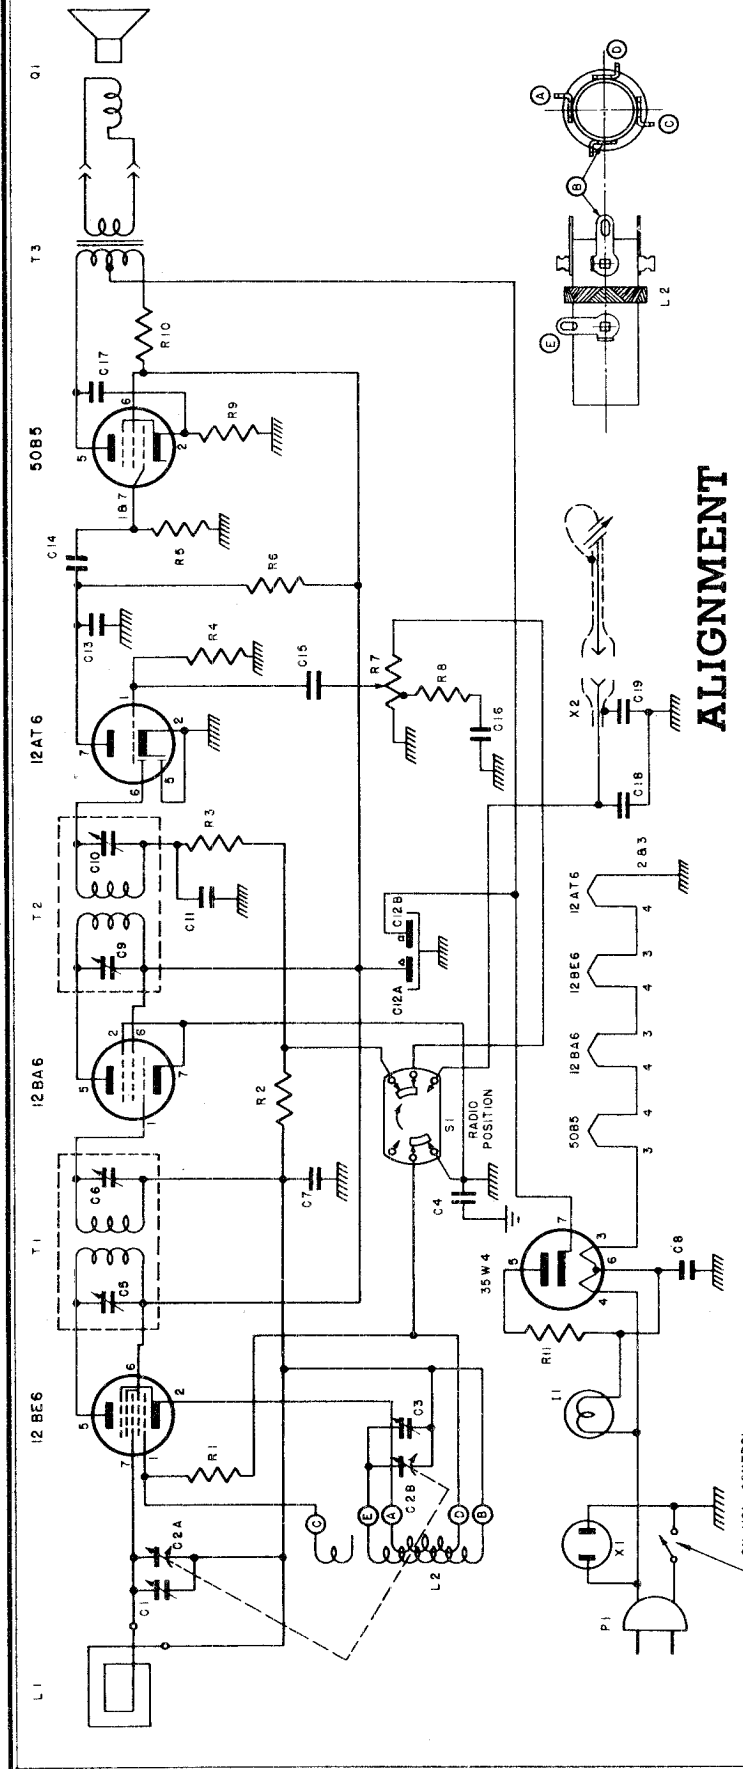 L1 12BE6 T1 12BA6 T2 12AT6 50B5 T3 Q1
5 C5 C6 5 C9 C10 7 C13 C14 5 C17
7 6 1 2 6 6 1 1&7 6
1 2 7 5 2 2
C1 C2A R1 C7 R2 C11 R3 R4 R5 R6 R9 R10
C C15
E A D B
C2B C3
L2
C4
S1
RADIO
POSITION
C12A C12B
R7
R8
C16
P1
X1
I1
R11
35W4
5
7
4 6 3
C8
50B5 12BA6 12BE6 12AT6
3 4 4 3 4 3 4 2&3
C18 C19
X2
E B A D C
L2
ALIGNMENT